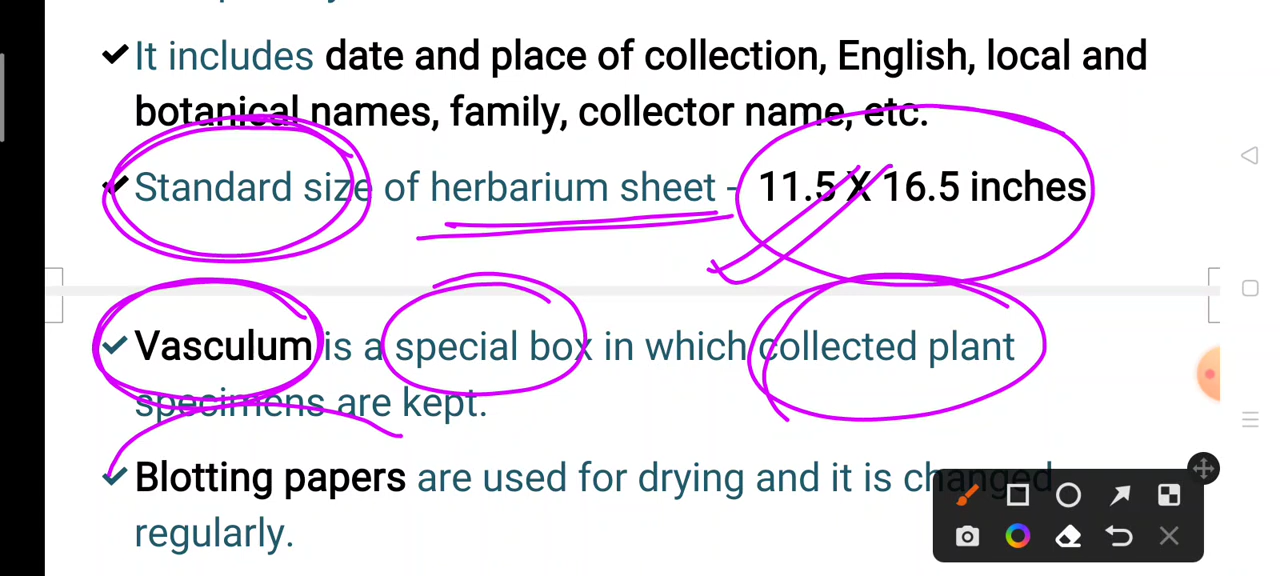 It includes date and place of collection, English, local and
botanical names, family, collector name, etc.
Standard size of herbarium sheet - 11.5 X 16.5 inches
Vasculum is a special box in which collected plant
specimens are kept.
Blotting papers are used for drying and it is changed
regularly.